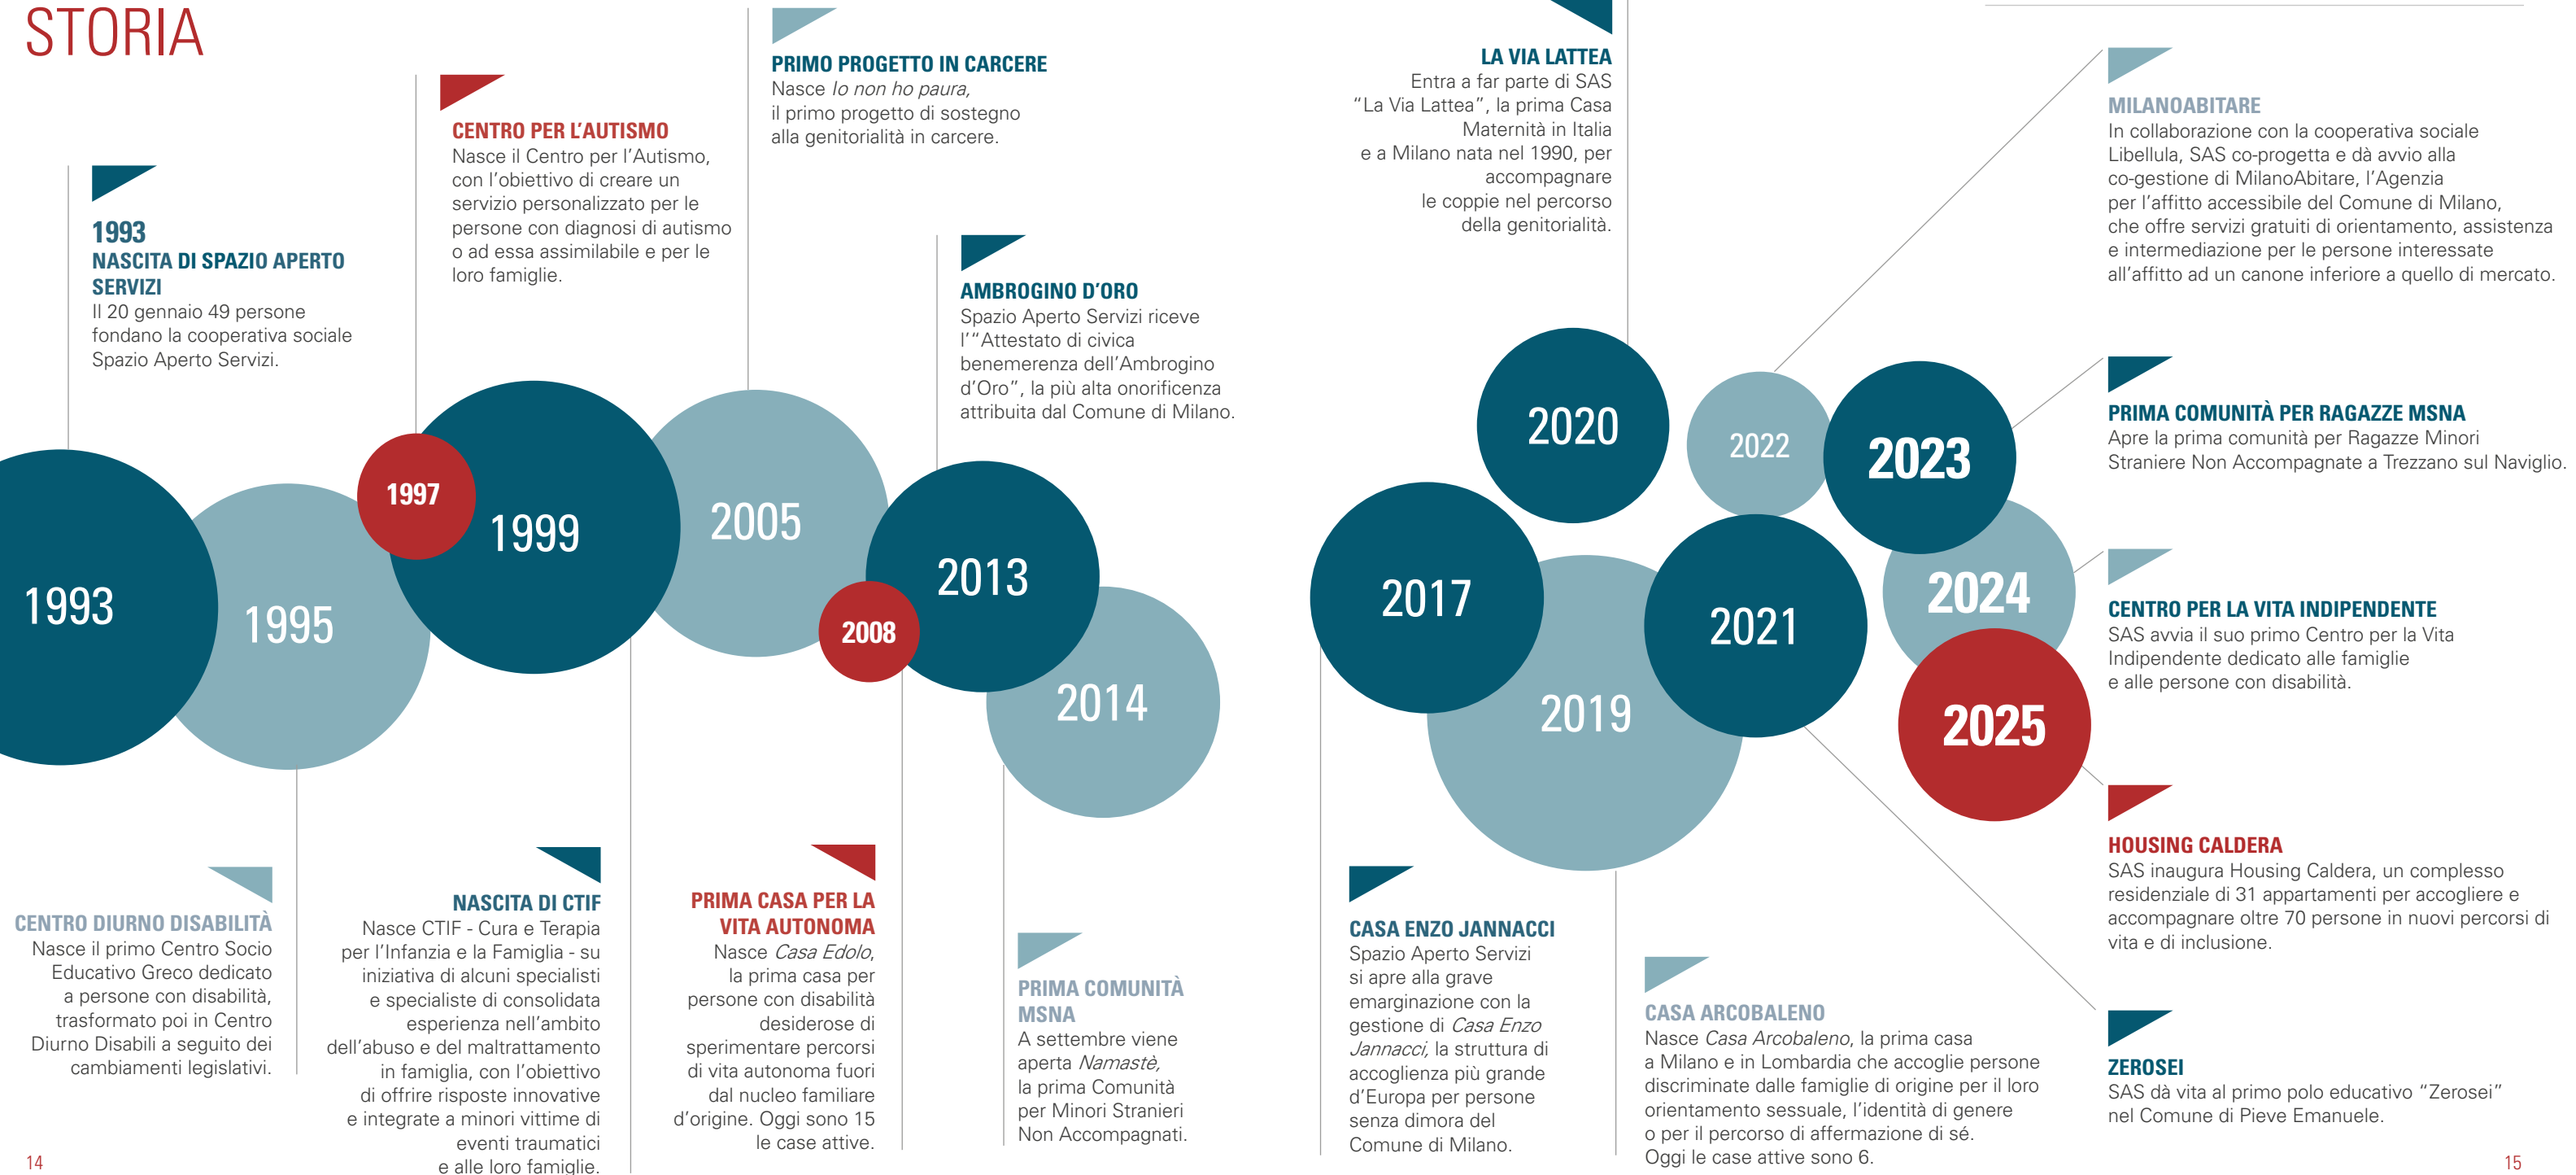 STORIA
1993
NASCITA DI SPAZIO APERTO
SERVIZI
Il 20 gennaio 49 persone
fondano la cooperativa sociale
Spazio Aperto Servizi.
CENTRO PER L'AUTISMO
Nasce il Centro per l'Autismo,
con l'obiettivo di creare un
servizio personalizzato per le
persone con diagnosi di autismo
o ad essa assimilabile e per le
loro famiglie.
PRIMO PROGETTO IN CARCERE
Nasce Io non ho paura,
il primo progetto di sostegno
alla genitorialità in carcere.
AMBROGINO D'ORO
Spazio Aperto Servizi riceve
l'“Attestato di civica
benemerenza dell'Ambrogino
d'Oro”, la più alta onorificenza
attribuita dal Comune di Milano.
1993
1995
1997
1999
2005
2008
2013
2014
CENTRO DIURNO DISABILITÀ
Nasce il primo Centro Socio
Educativo Greco dedicato
a persone con disabilità,
trasformato poi in Centro
Diurno Disabili a seguito dei
cambiamenti legislativi.
NASCITA DI CTIF
Nasce CTIF - Cura e Terapia
per l'Infanzia e la Famiglia - su
iniziativa di alcuni specialisti
e specialiste di consolidata
esperienza nell'ambito
dell'abuso e del maltrattamento
in famiglia, con l'obiettivo
di offrire risposte innovative
e integrate a minori vittime di
eventi traumatici
e alle loro famiglie.
PRIMA CASA PER LA
VITA AUTONOMA
Nasce Casa Edolo,
la prima casa per
persone con disabilità
desiderose di
sperimentare percorsi
di vita autonoma fuori
dal nucleo familiare
d'origine. Oggi sono 15
le case attive.
PRIMA COMUNITÀ
MSNA
A settembre viene
aperta Namastè,
la prima Comunità
per Minori Stranieri
Non Accompagnati.
14
LA VIA LATTEA
Entra a far parte di SAS
“La Via Lattea”, la prima Casa
Maternità in Italia
e a Milano nata nel 1990, per
accompagnare
le coppie nel percorso
della genitorialità.
MILANOABITARE
In collaborazione con la cooperativa sociale
Libellula, SAS co-progetta e dà avvio alla
co-gestione di MilanoAbitare, l'Agenzia
per l'affitto accessibile del Comune di Milano,
che offre servizi gratuiti di orientamento, assistenza
e intermediazione per le persone interessate
all'affitto ad un canone inferiore a quello di mercato.
2017
2019
2020
2021
2022
2023
2024
2025
PRIMA COMUNITÀ PER RAGAZZE MSNA
Apre la prima comunità per Ragazze Minori
Straniere Non Accompagnate a Trezzano sul Naviglio.
CENTRO PER LA VITA INDIPENDENTE
SAS avvia il suo primo Centro per la Vita
Indipendente dedicato alle famiglie
e alle persone con disabilità.
HOUSING CALDERA
SAS inaugura Housing Caldera, un complesso
residenziale di 31 appartamenti per accogliere e
accompagnare oltre 70 persone in nuovi percorsi di
vita e di inclusione.
CASA ENZO JANNACCI
Spazio Aperto Servizi
si apre alla grave
emarginazione con la
gestione di Casa Enzo
Jannacci, la struttura di
accoglienza più grande
d'Europa per persone
senza dimora del
Comune di Milano.
CASA ARCOBALENO
Nasce Casa Arcobaleno, la prima casa
a Milano e in Lombardia che accoglie persone
discriminate dalle famiglie di origine per il loro
orientamento sessuale, l'identità di genere
o per il percorso di affermazione di sé.
Oggi le case attive sono 6.
ZEROSEI
SAS dà vita al primo polo educativo “Zerosei”
nel Comune di Pieve Emanuele.
15